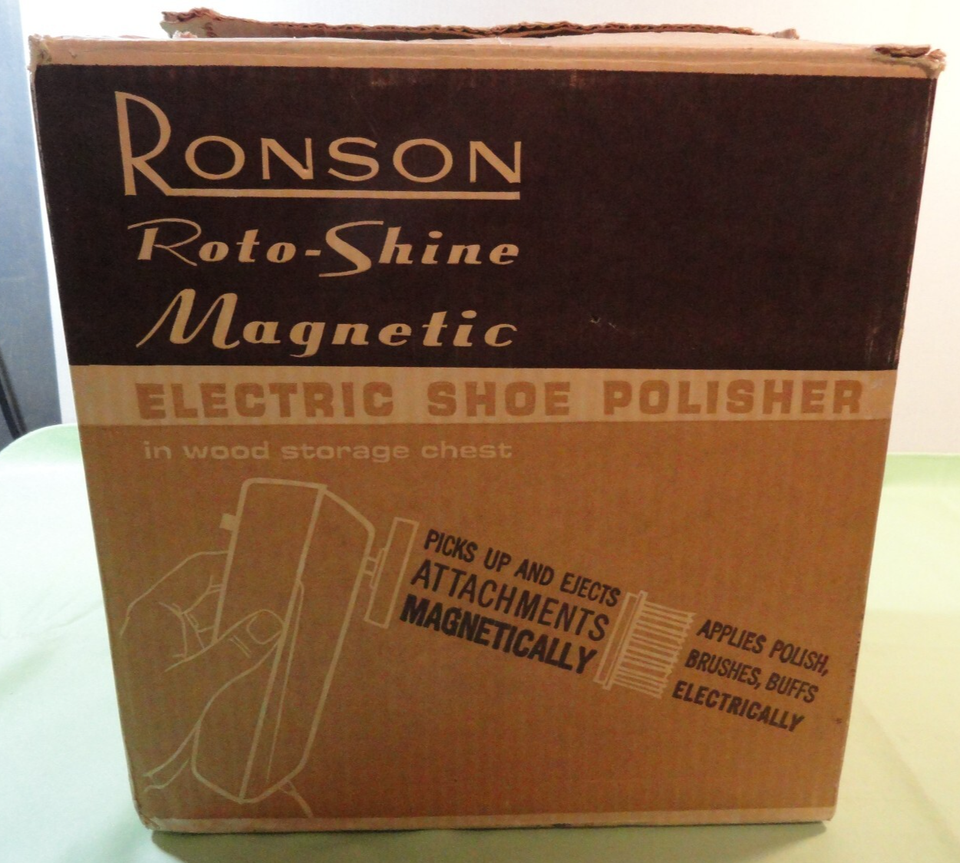 RONSON
Roto-Shine
Magnetic
ELECTRIC SHOE POLISHER
in wood storage chest
PICKS UP AND EJECTS
ATTACHMENTS
MAGNETICALLY
APPLIES POLISH,
BRUSHES, BUFFS
ELECTRICALLY